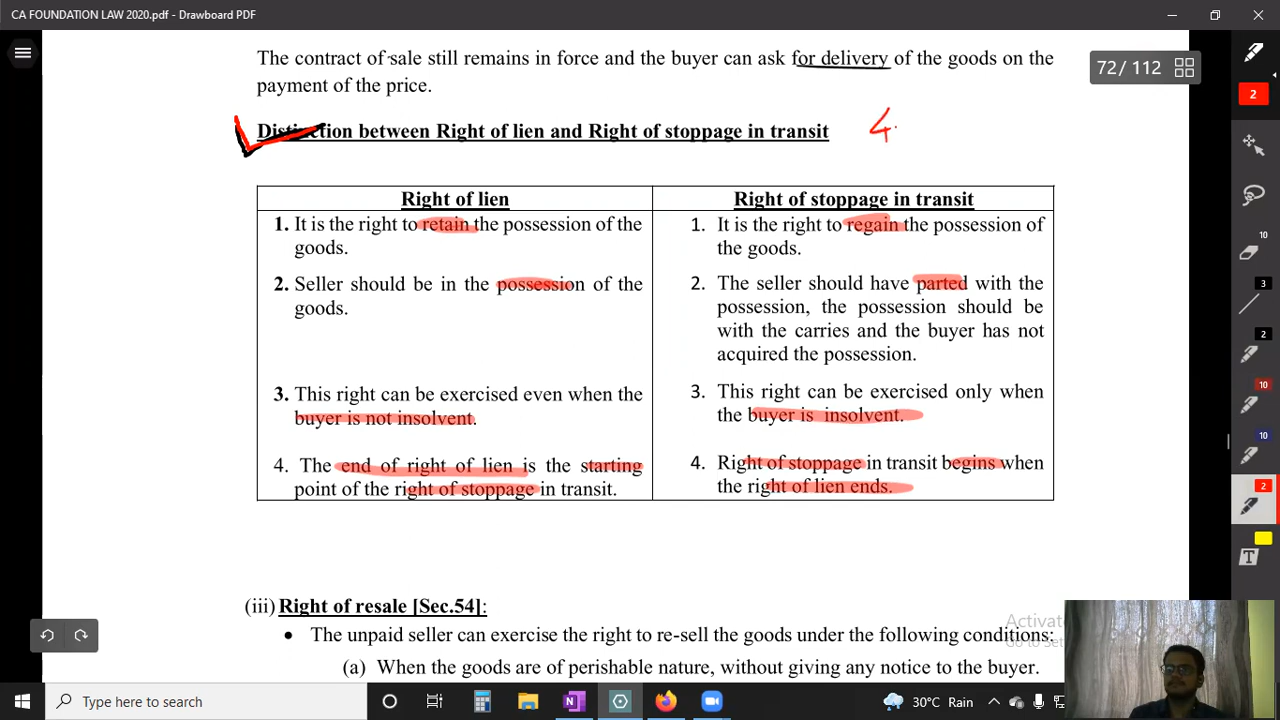 CA FOUNDATION LAW 2020.pdf - Drawboard PDF
The contract of sale still remains in force and the buyer can ask for delivery of the goods on the
payment of the price.
72 / 112
Distinction between Right of lien and Right of stoppage in transit
4.
Right of lien
1. It is the right to retain the possession of the
goods.
2. Seller should be in the possession of the
goods.
3. This right can be exercised even when the
buyer is not insolvent.
4. The end of right of lien is the starting
point of the right of stoppage in transit.
Right of stoppage in transit
1. It is the right to regain the possession of
the goods.
2. The seller should have parted with the
possession, the possession should be
with the carries and the buyer has not
acquired the possession.
3. This right can be exercised only when
the buyer is insolvent.
4. Right of stoppage in transit begins when
the right of lien ends.
(iii) Right of resale [Sec.54]:
• The unpaid seller can exercise the right to re-sell the goods under the following conditions:
(a) When the goods are of perishable nature, without giving any notice to the buyer.
2
10
3
2
10
10
2
T
Activat
Go to Set
Type here to search
N
30°C Rain